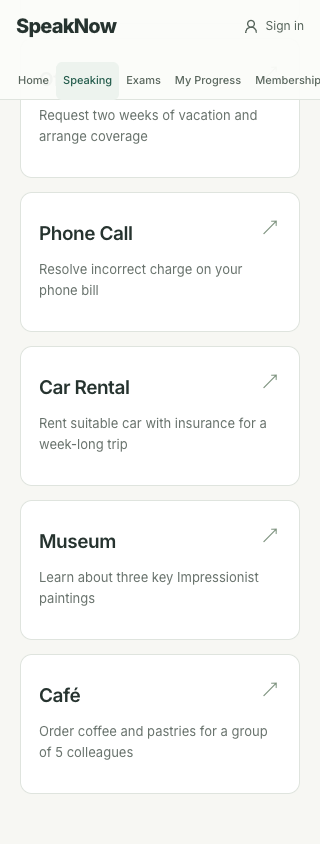 SpeakNow
Sign in
Home Speaking Exams My Progress Membership
Request two weeks of vacation and
arrange coverage
Phone Call
Resolve incorrect charge on your
phone bill
Car Rental
Rent suitable car with insurance for a
week-long trip
Museum
Learn about three key Impressionist
paintings
Café
Order coffee and pastries for a group
of 5 colleagues